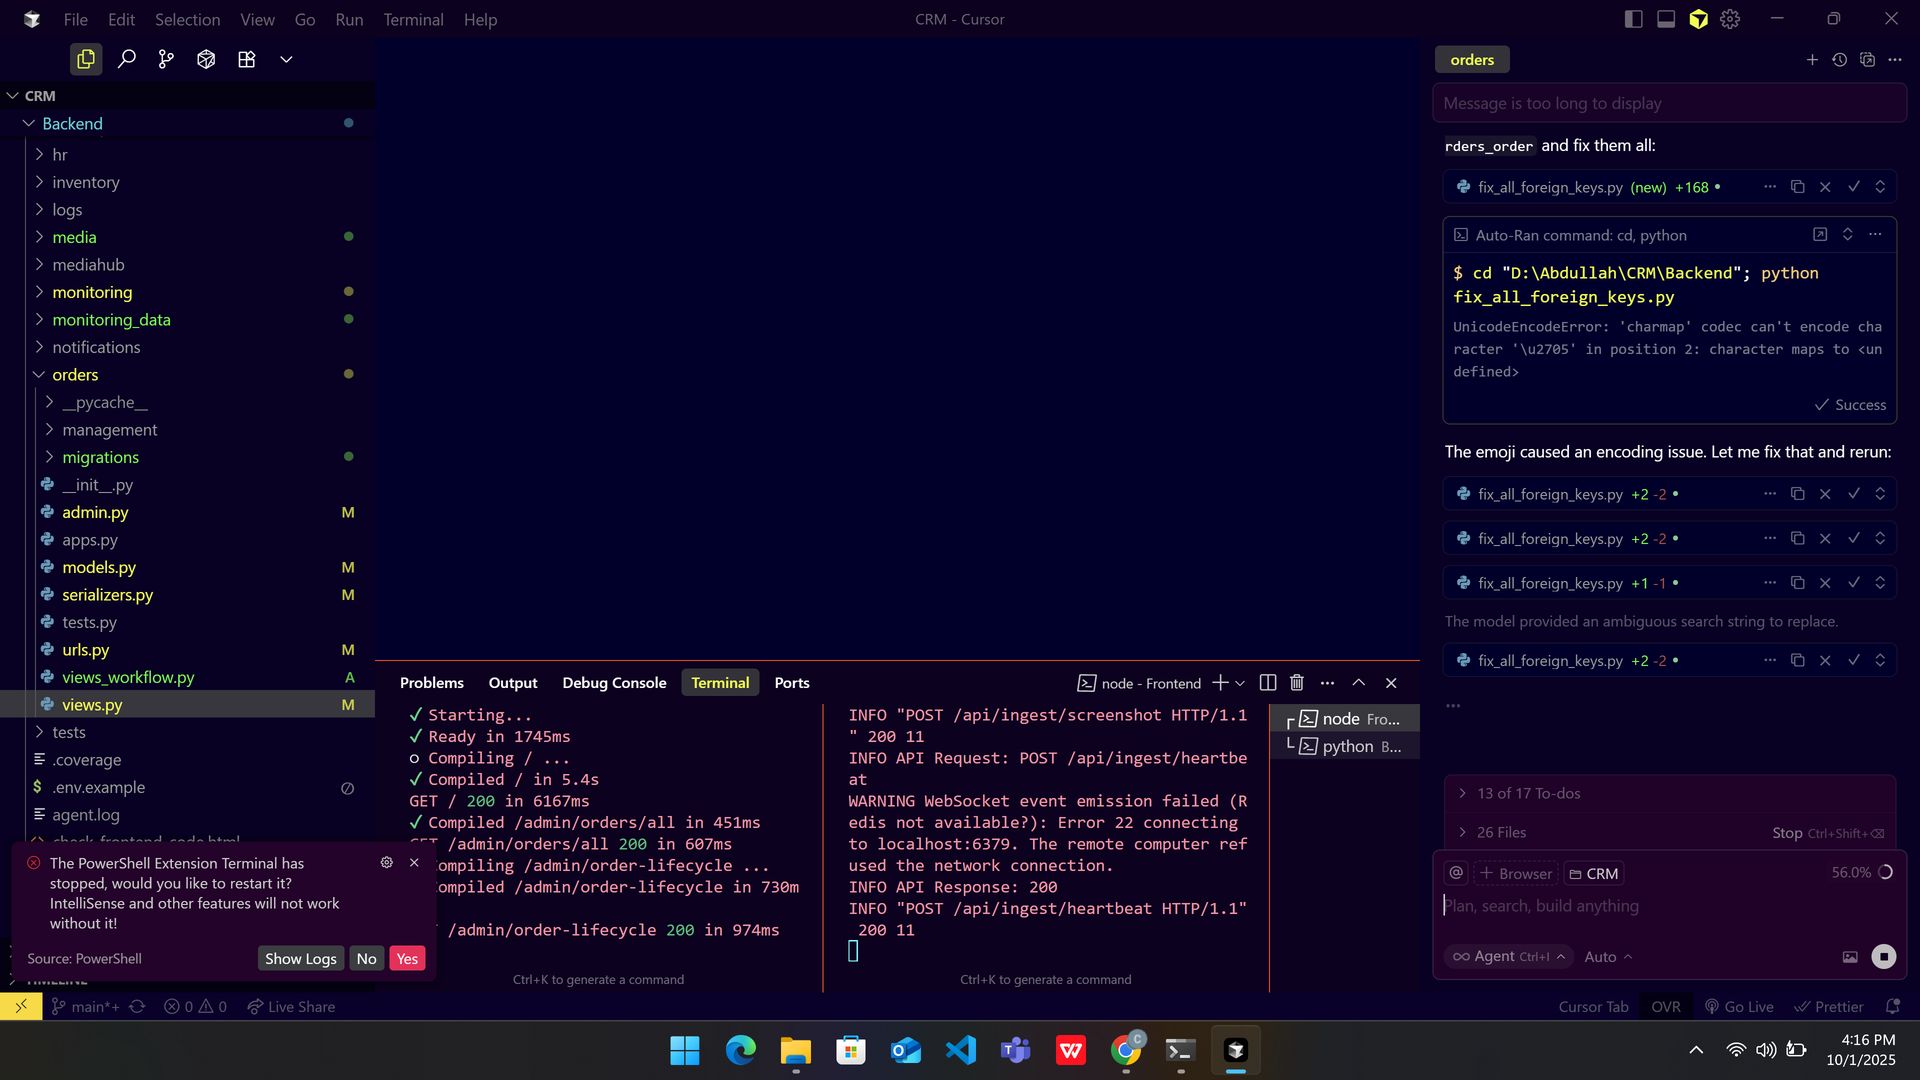 File Edit Selection View Go Run Terminal Help
CRM - Cursor
CRM
Backend
hr
inventory
logs
media
mediahub
monitoring
monitoring_data
notifications
orders
__pycache__
management
migrations
__init__.py
admin.py M
apps.py
models.py M
serializers.py M
tests.py
urls.py M
views_workflow.py A
views.py M
tests
.coverage
.env.example
agent.log
The PowerShell Extension Terminal has
stopped, would you like to restart it?
IntelliSense and other features will not work
without it!
Source: PowerShell
Show Logs No Yes
Problems Output Debug Console Terminal Ports
node - Frontend
✓ Starting...
✓ Ready in 1745ms
○ Compiling / ...
✓ Compiled / in 5.4s
GET / 200 in 6167ms
✓ Compiled /admin/orders/all in 451ms
/admin/orders/all 200 in 607ms
ompiling /admin/order-lifecycle ...
ompiled /admin/order-lifecycle in 730m
/admin/order-lifecycle 200 in 974ms
Ctrl+K to generate a command
INFO "POST /api/ingest/screenshot HTTP/1.1
" 200 11
INFO API Request: POST /api/ingest/heartbe
at
WARNING WebSocket event emission failed (R
edis not available?): Error 22 connecting
to localhost:6379. The remote computer ref
used the network connection.
INFO API Response: 200
INFO "POST /api/ingest/heartbeat HTTP/1.1"
200 11
Ctrl+K to generate a command
node Fro...
python B...
orders
Message is too long to display
rders_order and fix them all:
fix_all_foreign_keys.py (new) +168
Auto-Ran command: cd, python
$ cd "D:\Abdullah\CRM\Backend"; python
fix_all_foreign_keys.py
UnicodeEncodeError: 'charmap' codec can't encode cha
racter '\u2705' in position 2: character maps to <un
defined>
Success
The emoji caused an encoding issue. Let me fix that and rerun:
fix_all_foreign_keys.py +2 -2
fix_all_foreign_keys.py +2 -2
fix_all_foreign_keys.py +1 -1
The model provided an ambiguous search string to replace.
fix_all_foreign_keys.py +2 -2
13 of 17 To-dos
26 Files
Stop Ctrl+Shift+⌫
@ + Browser CRM
56.0%
Plan, search, build anything
Agent Ctrl+I Auto
main*+ 0 0 Live Share
Cursor Tab OVR Go Live Prettier
4:16 PM
10/1/2025